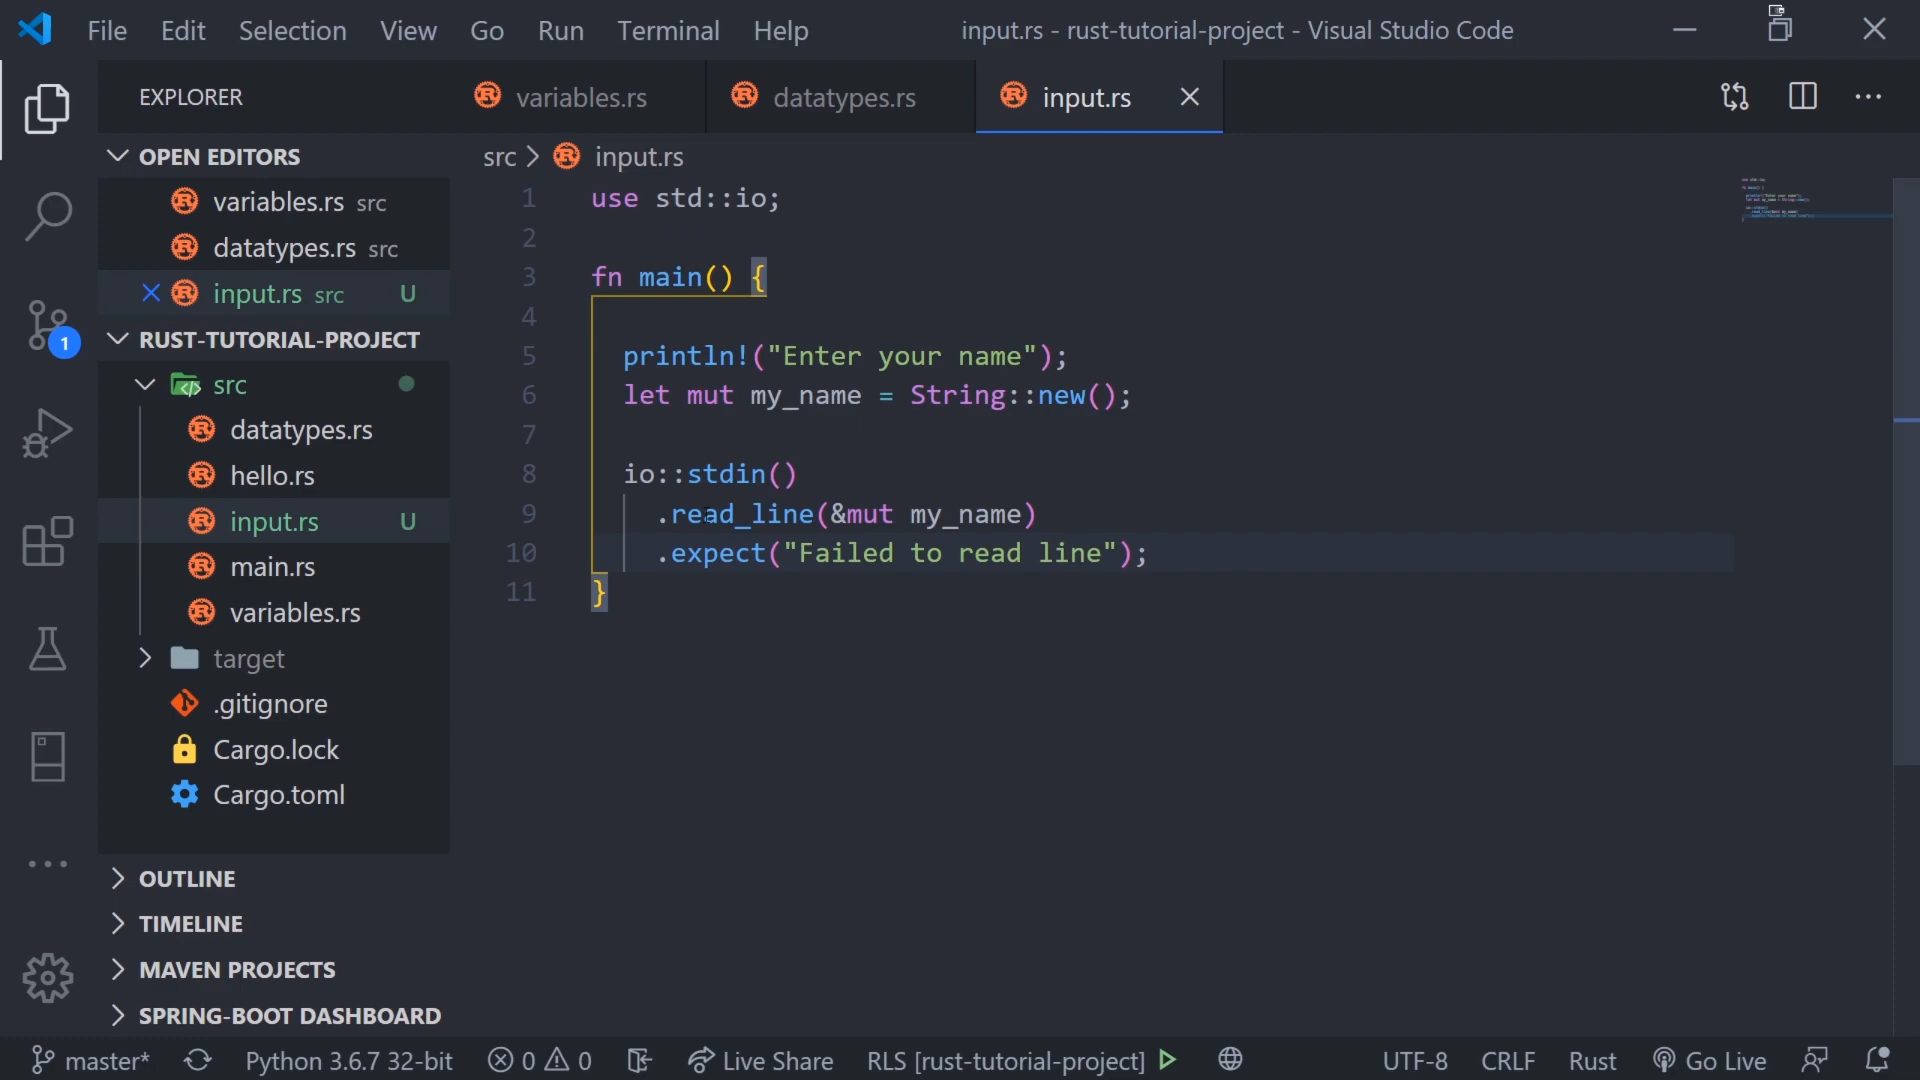 File Edit Selection View Go Run Terminal Help input.rs - rust-tutorial-project - Visual Studio Code
EXPLORER
variables.rs datatypes.rs input.rs
OPEN EDITORS
variables.rs src
datatypes.rs src
input.rs src U
RUST-TUTORIAL-PROJECT
src
datatypes.rs
hello.rs
input.rs U
main.rs
variables.rs
target
.gitignore
Cargo.lock
Cargo.toml
OUTLINE
TIMELINE
MAVEN PROJECTS
SPRING-BOOT DASHBOARD
1
src > input.rs
1 use std::io;
2
3 fn main() {
4
5 println!("Enter your name");
6 let mut my_name = String::new();
7
8 io::stdin()
9 .read_line(&mut my_name)
10 .expect("Failed to read line");
11 }
master* Python 3.6.7 32-bit 0 0 Live Share RLS [rust-tutorial-project] UTF-8 CRLF Rust Go Live